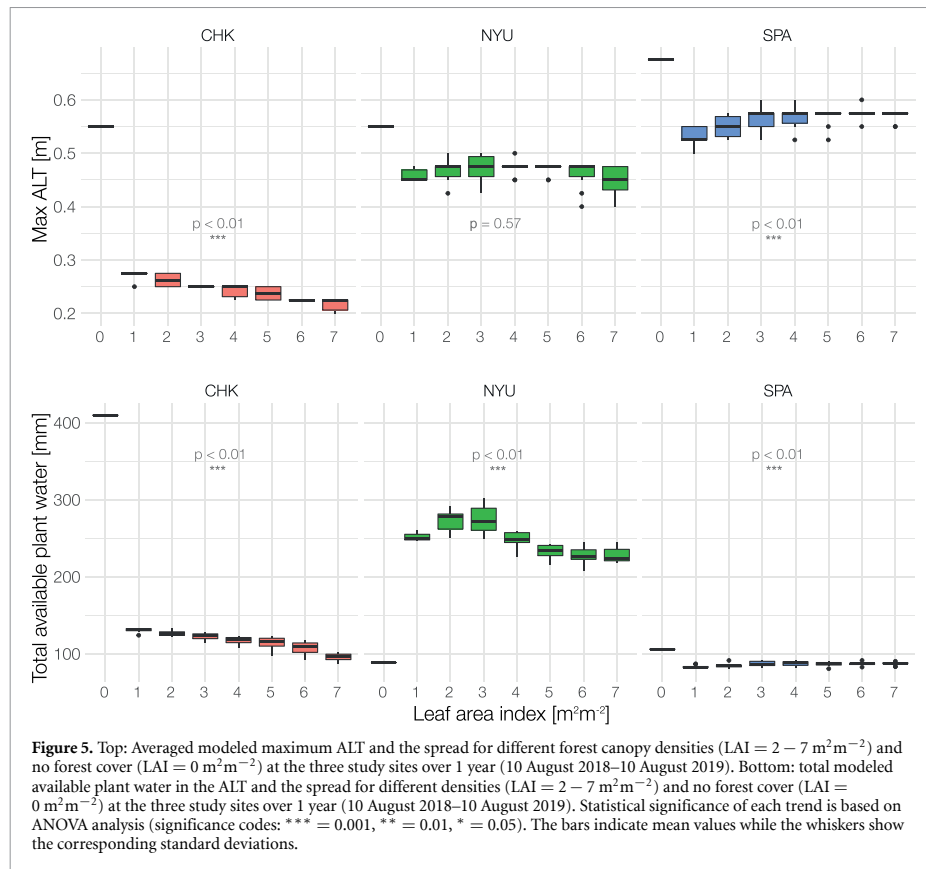 CHK NYU SPA
Max ALT [m]
0.6
0.5
0.4
0.3
0.2
p < 0.01
***
p = 0.57
p < 0.01
***
0 1 2 3 4 5 6 7 0 1 2 3 4 5 6 7 0 1 2 3 4 5 6 7
CHK NYU SPA
Total available plant water [mm]
400
300
200
100
p < 0.01
***
p < 0.01
***
p < 0.01
***
0 1 2 3 4 5 6 7 0 1 2 3 4 5 6 7 0 1 2 3 4 5 6 7
Leaf area index [m²m⁻²]
Figure 5. Top: Averaged modeled maximum ALT and the spread for different forest canopy densities (LAI = 2 − 7 m²m⁻²) and
no forest cover (LAI = 0 m²m⁻²) at the three study sites over 1 year (10 August 2018–10 August 2019). Bottom: total modeled
available plant water in the ALT and the spread for different densities (LAI = 2 − 7 m²m⁻²) and no forest cover (LAI =
0 m²m⁻²) at the three study sites over 1 year (10 August 2018–10 August 2019). Statistical significance of each trend is based on
ANOVA analysis (significance codes: *** = 0.001, ** = 0.01, * = 0.05). The bars indicate mean values while the whiskers show
the corresponding standard deviations.